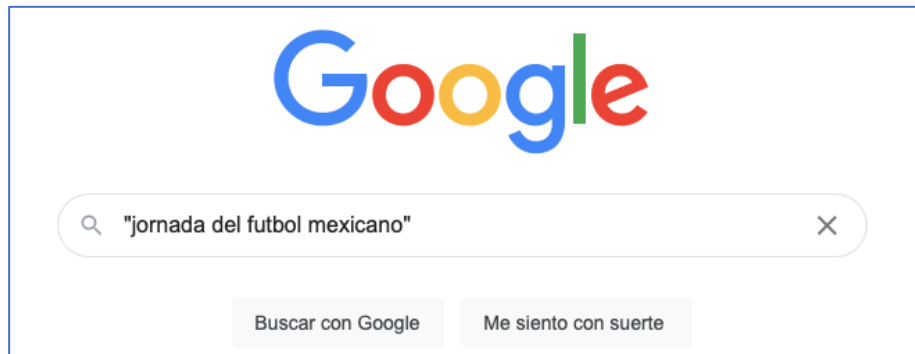 Google
"jornada del futbol mexicano"
Buscar con Google
Me siento con suerte